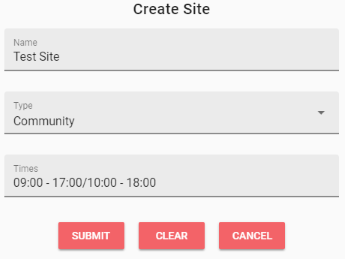 Create Site
Name
Test Site
Type
Community
Times
09:00 - 17:00/10:00 - 18:00
SUBMIT CLEAR CANCEL